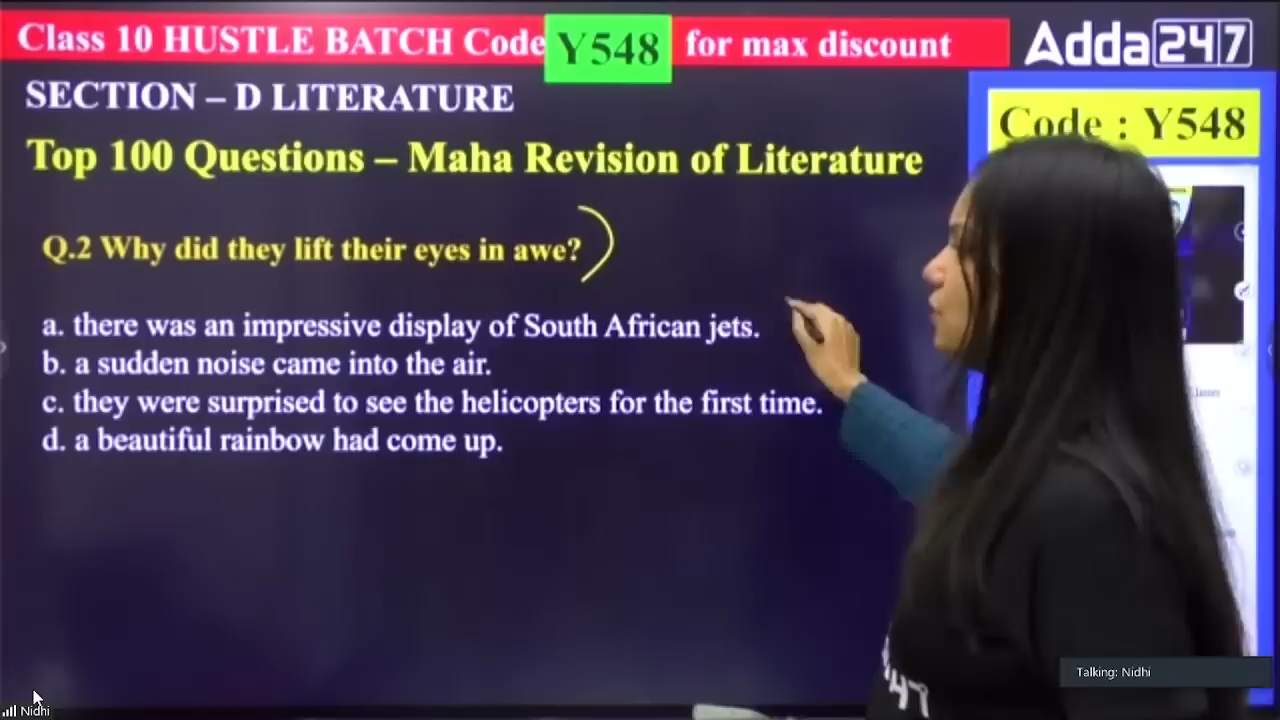 Class 10 HUSTLE BATCH Code Y548 for max discount
Adda247
SECTION – D LITERATURE
Code : Y548
Top 100 Questions – Maha Revision of Literature
Q.2 Why did they lift their eyes in awe?
a. there was an impressive display of South African jets.
b. a sudden noise came into the air.
c. they were surprised to see the helicopters for the first time.
d. a beautiful rainbow had come up.
Talking: Nidhi
Nidhi